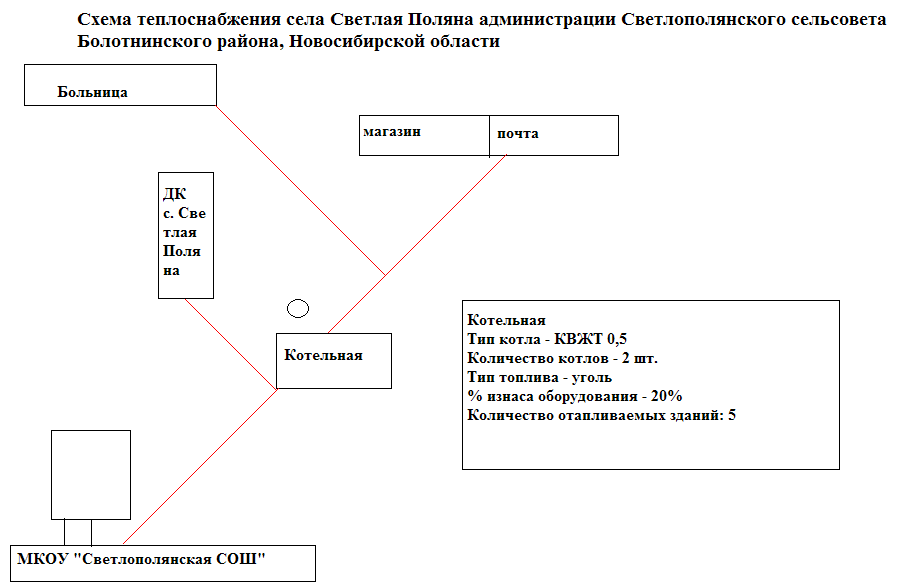 Схема теплоснабжения села Светлая Поляна администрации Светлополянского сельсовета
Болотнинского района, Новосибирской области
Больница
магазин
почта
ДК
с. Све
тлая
Поля
на
Котельная
Котельная
Тип котла - КВЖТ 0,5
Количество котлов - 2 шт.
Тип топлива - уголь
% изнаса оборудования - 20%
Количество отапливаемых зданий: 5
МКОУ "Светлополянская СОШ"